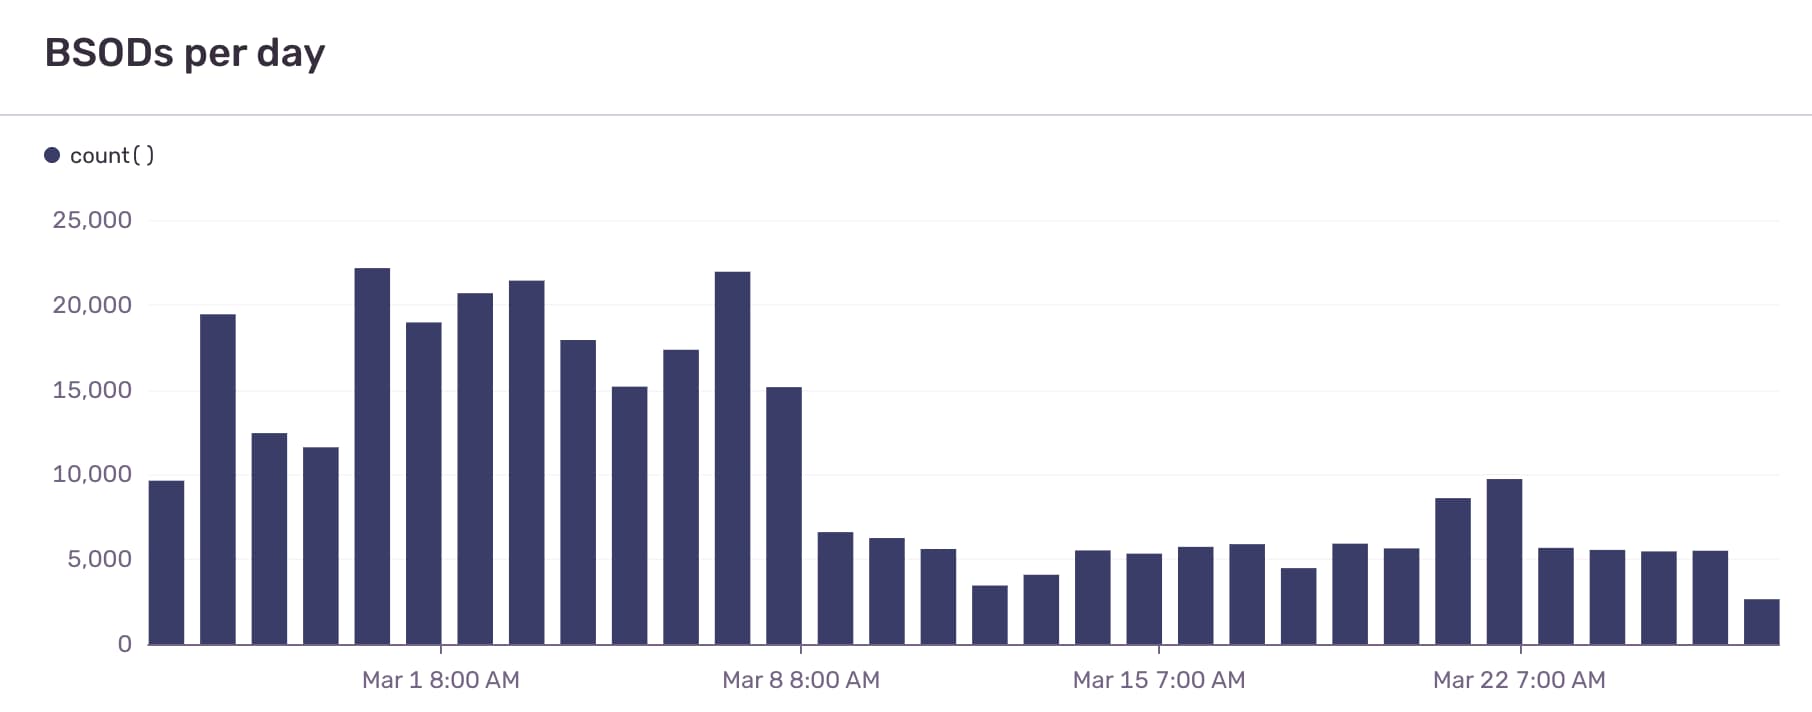 BSODs per day
count()
25,000
20,000
15,000
10,000
5,000
0
Mar 1 8:00 AM
Mar 8 8:00 AM
Mar 15 7:00 AM
Mar 22 7:00 AM